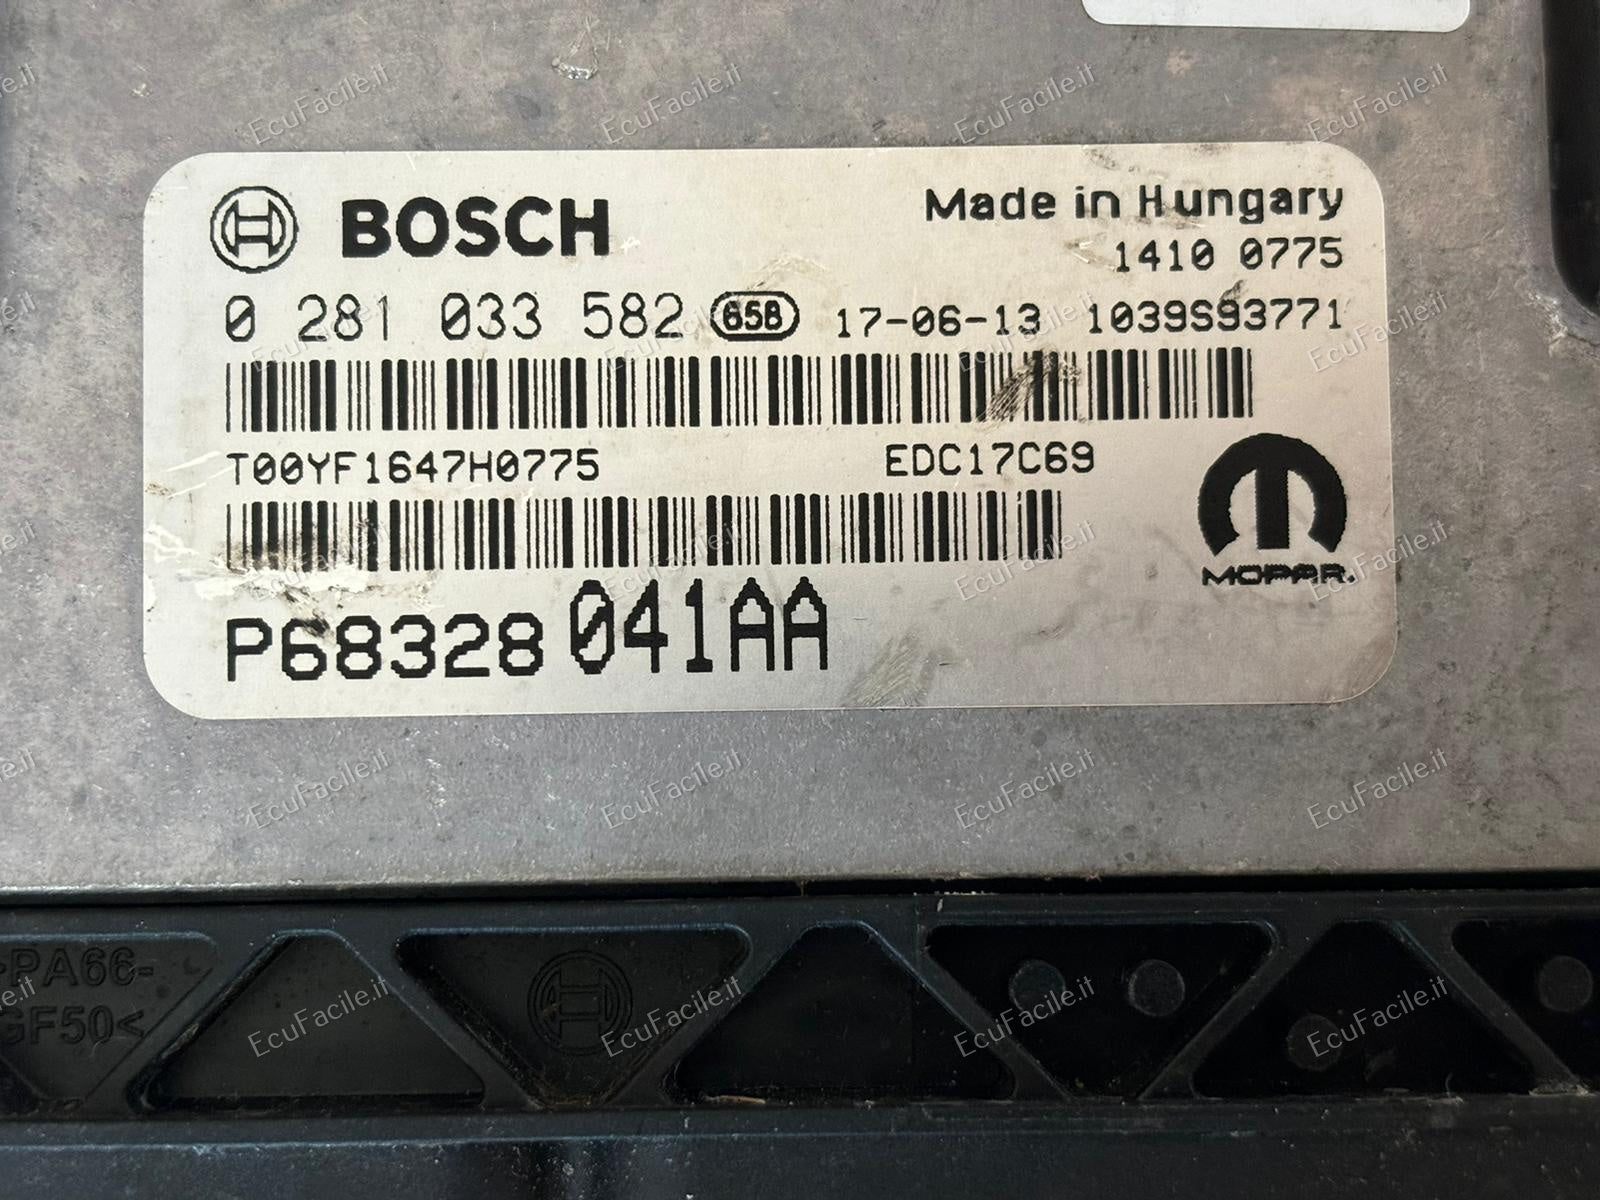 BOSCH
Made in Hungary
1410 0775
0 281 033 582 65B 17-06-13 1039S93771
T00YF1647H0775 EDC17C69
MOPAR.
P68328041AA
>PA66-
GF50<
EcuFacile.it